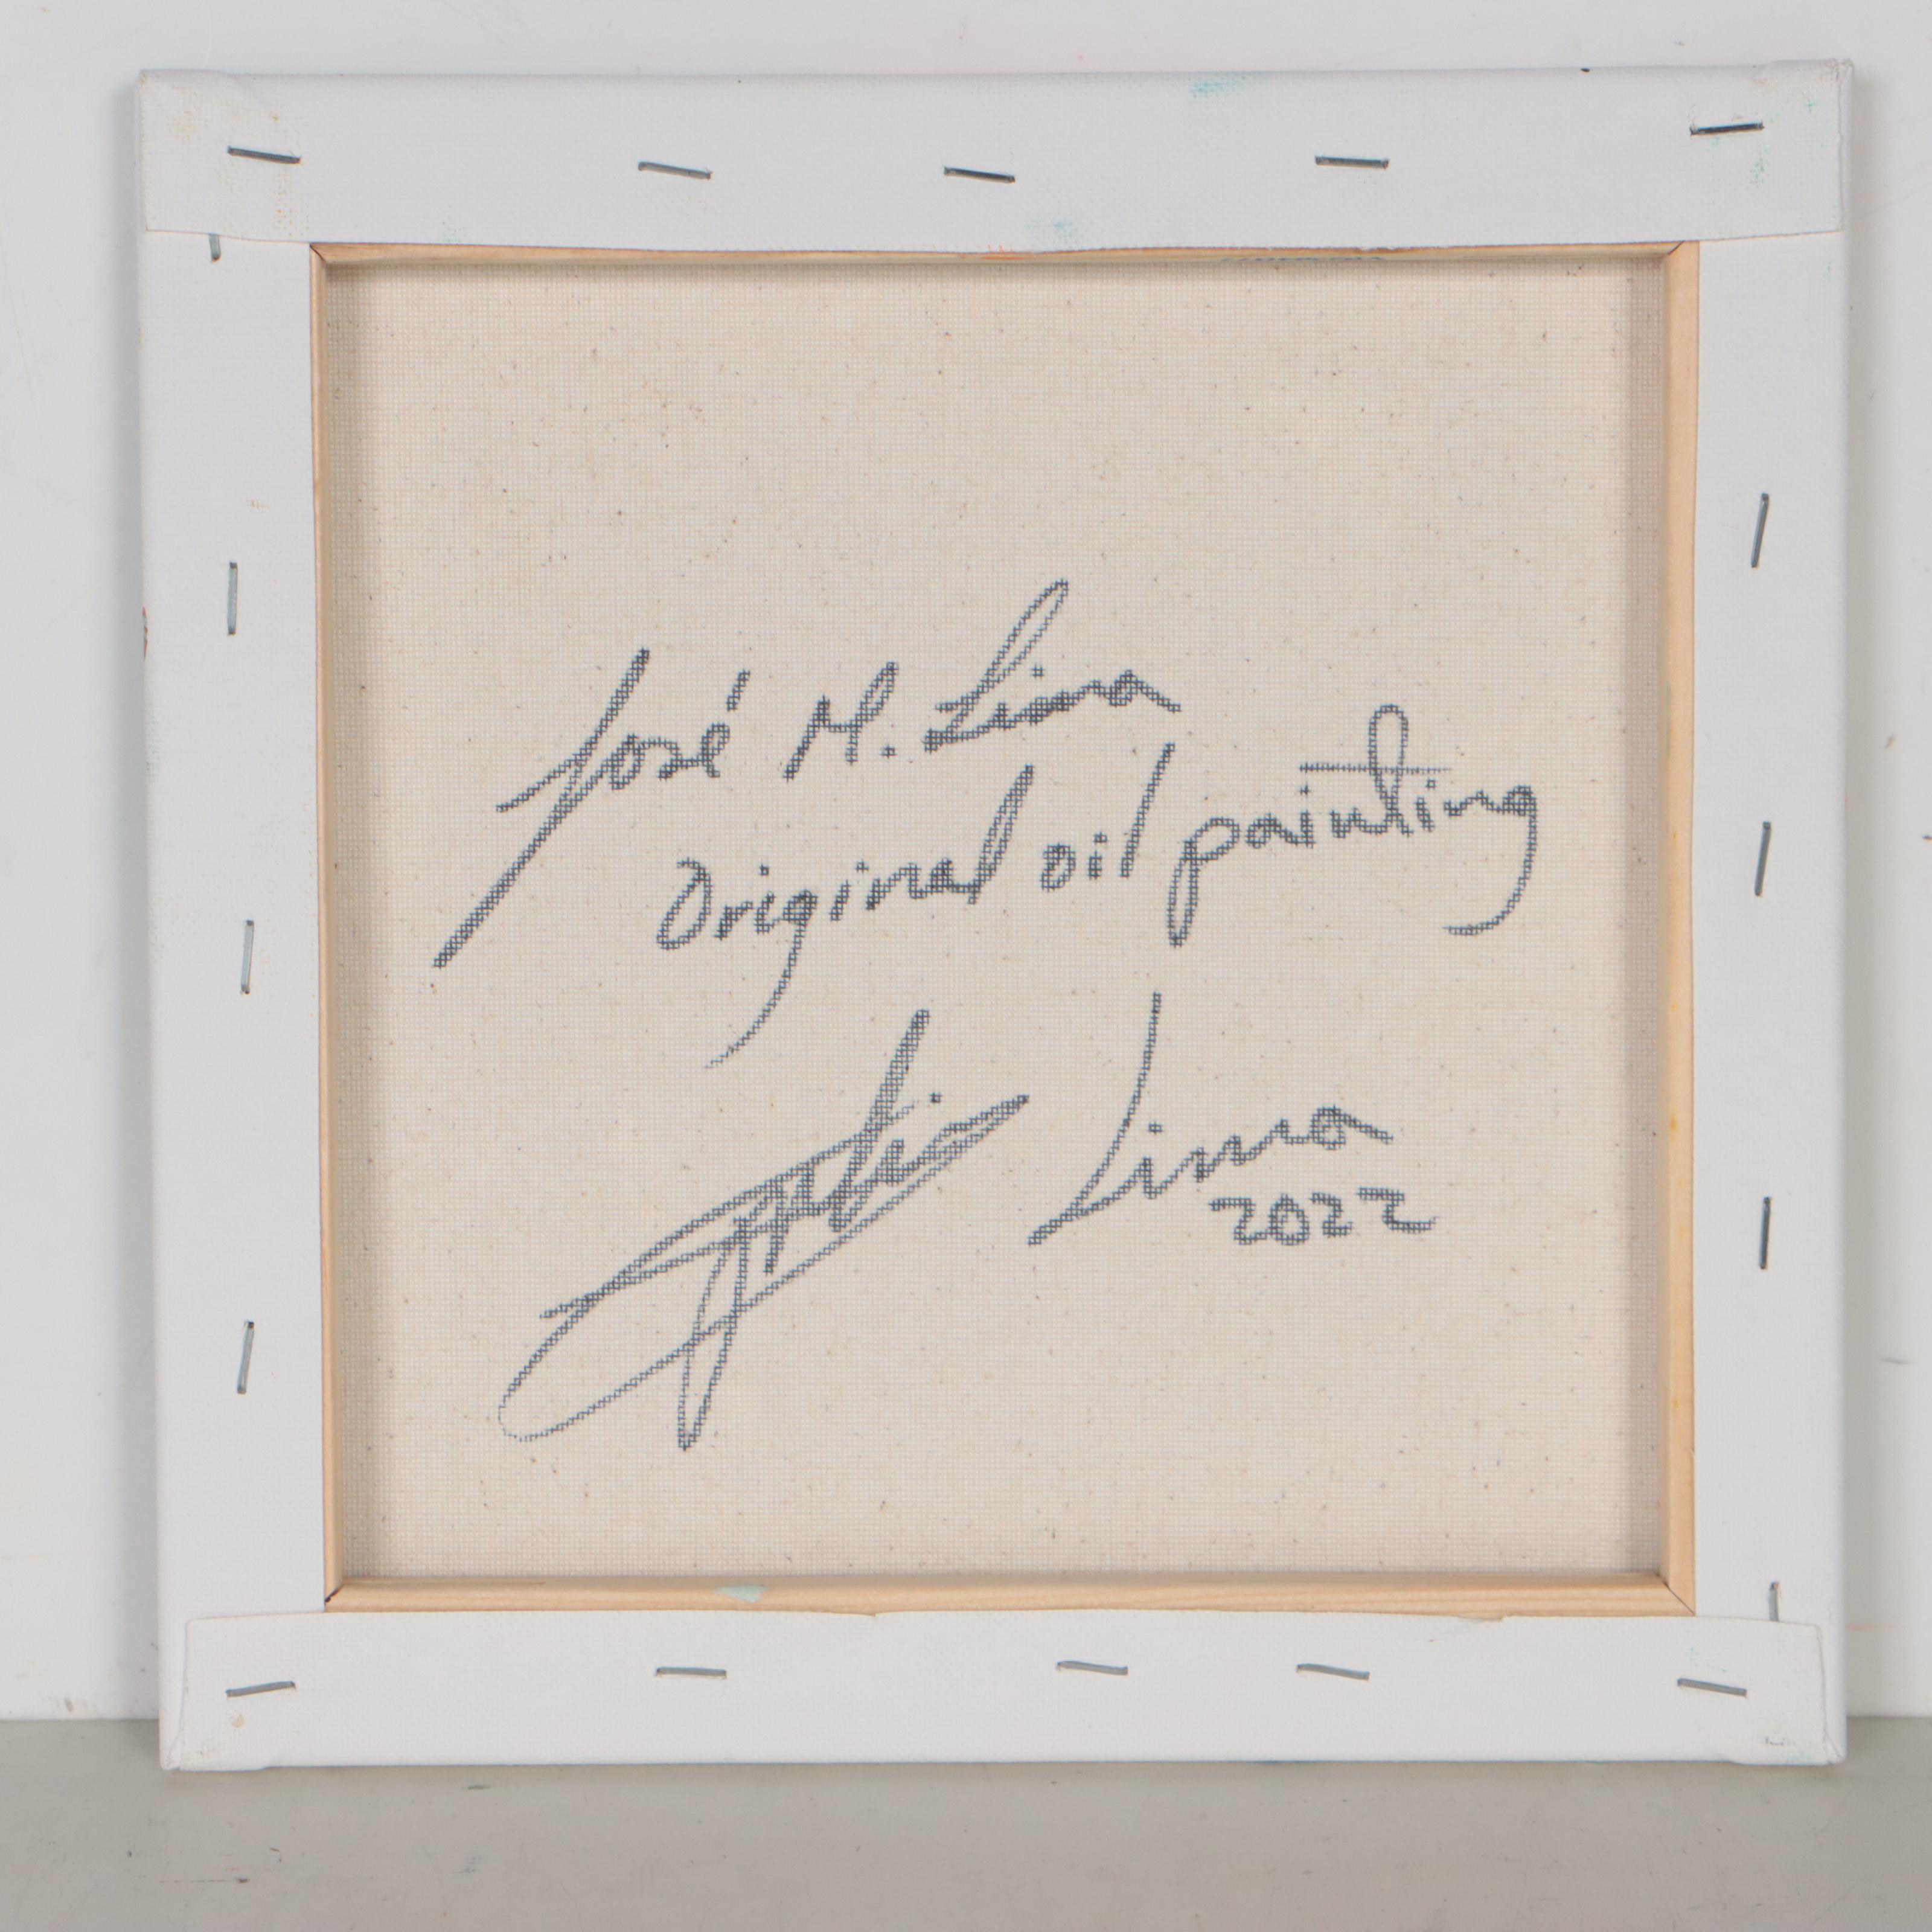 José M. Lima
Original oil painting
Lima
2022